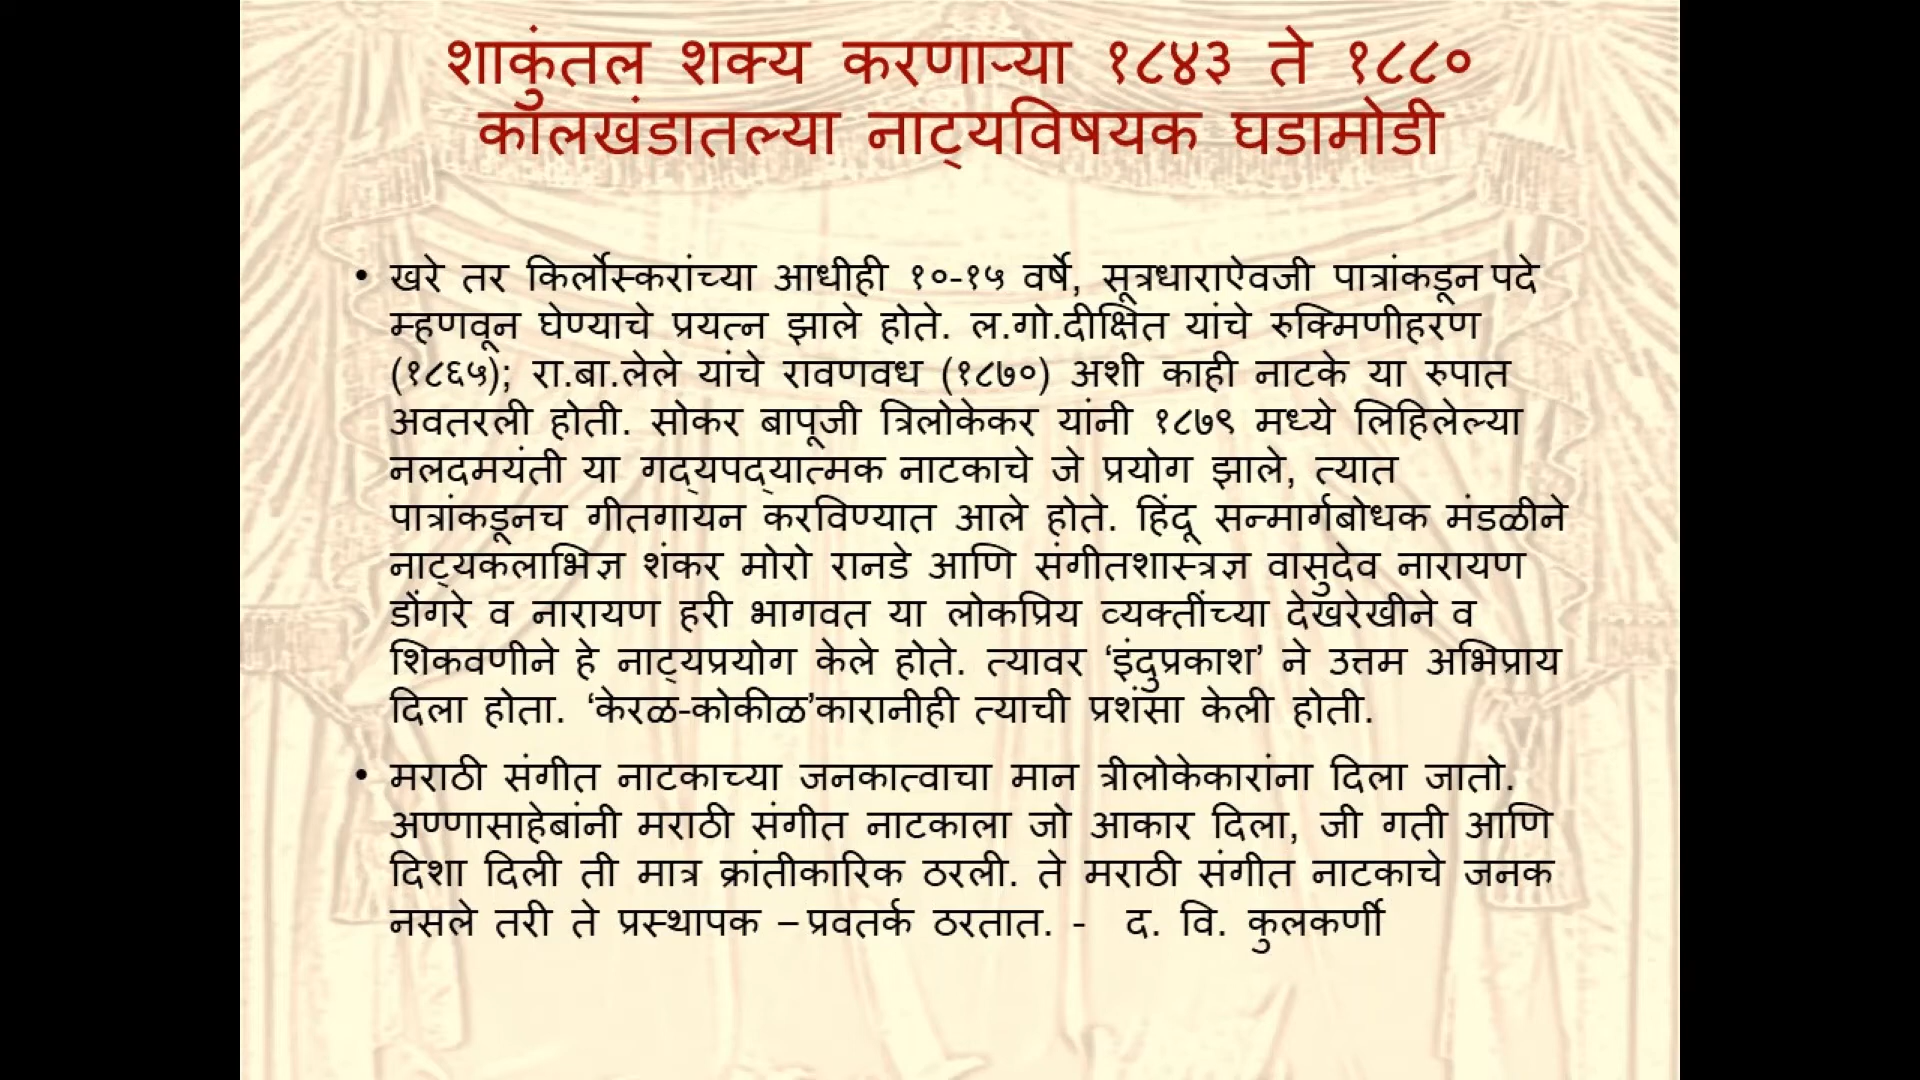 शाकुंतल शक्य करणाऱ्या १८४३ ते १८८०
कालखंडातल्या नाट्यविषयक घडामोडी
• खरे तर किर्लोस्करांच्या आधीही १०-१५ वर्षे, सूत्रधाराऐवजी पात्रांकडून पदे
म्हणवून घेण्याचे प्रयत्न झाले होते. ल.गो.दीक्षित यांचे रुक्मिणीहरण
(१८६५); रा.बा.लेले यांचे रावणवध (१८७०) अशी काही नाटके या रुपात
अवतरली होती. सोकर बापूजी त्रिलोकेकर यांनी १८७९ मध्ये लिहिलेल्या
नलदमयंती या गद्यपद्यात्मक नाटकाचे जे प्रयोग झाले, त्यात
पात्रांकडूनच गीतगायन करविण्यात आले होते. हिंदू सन्मार्गबोधक मंडळीने
नाट्यकलाभिज्ञ शंकर मोरो रानडे आणि संगीतशास्त्रज्ञ वासुदेव नारायण
डोंगरे व नारायण हरी भागवत या लोकप्रिय व्यक्तींच्या देखरेखीने व
शिकवणीने हे नाट्यप्रयोग केले होते. त्यावर ‘इंदुप्रकाश’ ने उत्तम अभिप्राय
दिला होता. ‘केरळ-कोकीळ’कारानीही त्याची प्रशंसा केली होती.
• मराठी संगीत नाटकाच्या जनकात्वाचा मान त्रीलोकेकारांना दिला जातो.
अण्णासाहेबांनी मराठी संगीत नाटकाला जो आकार दिला, जी गती आणि
दिशा दिली ती मात्र क्रांतीकारिक ठरली. ते मराठी संगीत नाटकाचे जनक
नसले तरी ते प्रस्थापक – प्रवतर्क ठरतात. - द. वि. कुलकर्णी